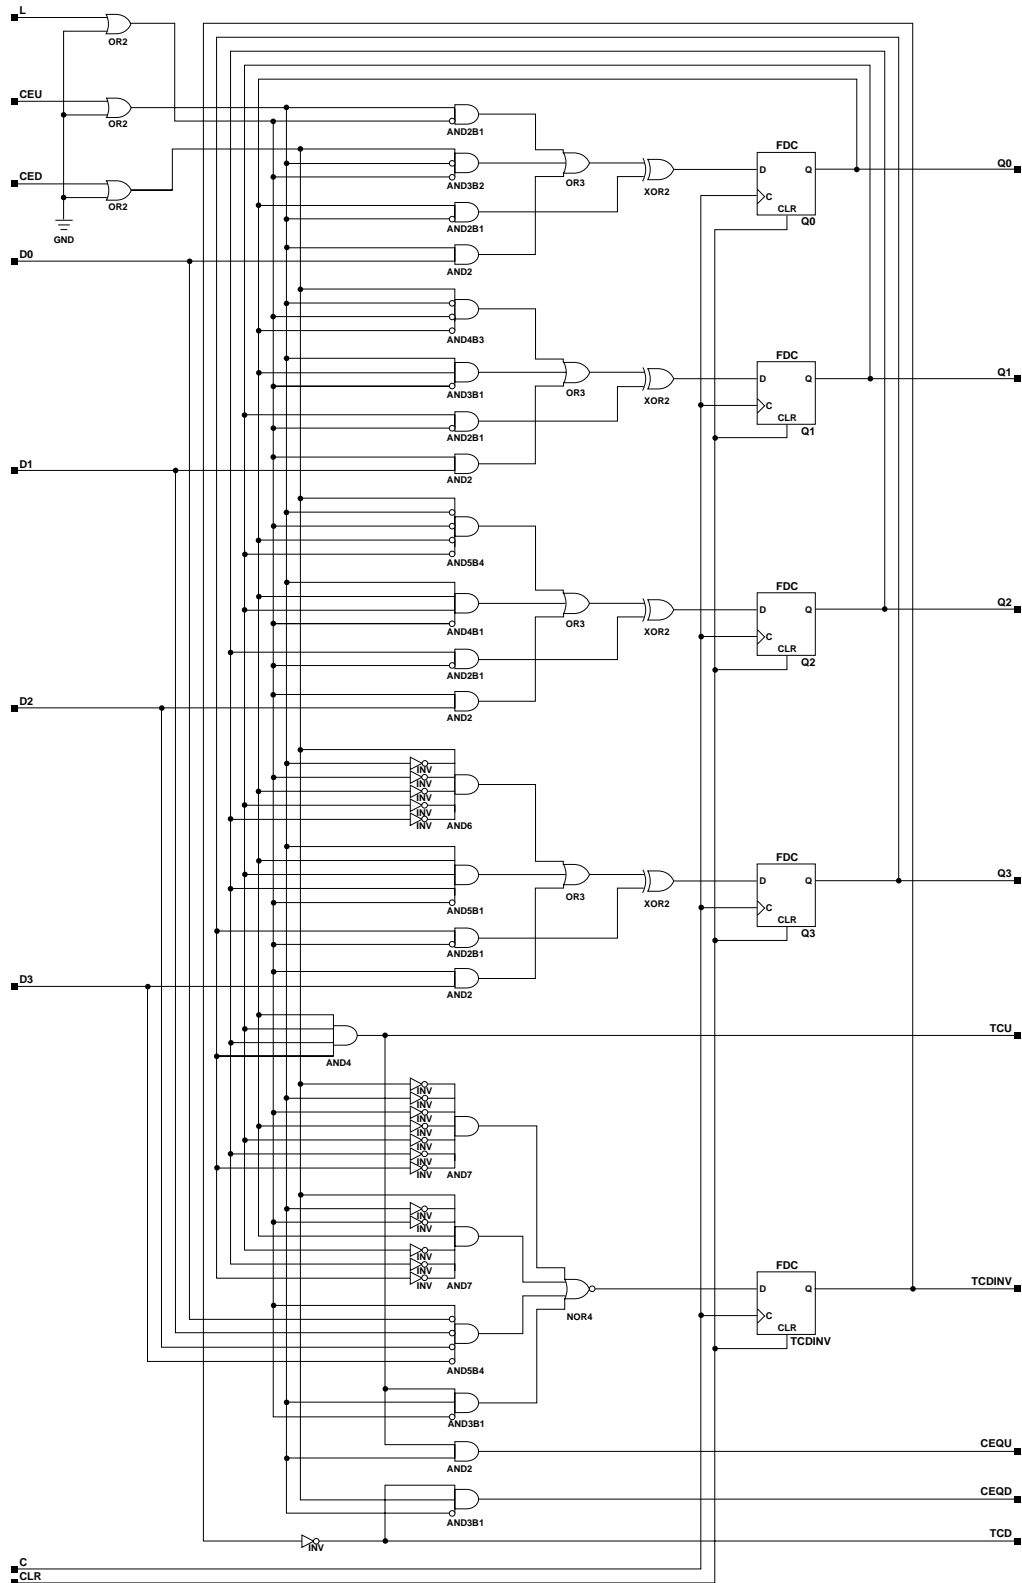 L
OR2
CEU
OR2
AND2B1
FDC
D
Q
Q0
CED
OR2
AND3B2
OR3
XOR2
C
CLR
Q0
GND
AND2B1
D0
AND2
AND4B3
FDC
D
Q
Q1
AND3B1
OR3
XOR2
C
CLR
Q1
AND2B1
D1
AND2
AND5B4
FDC
D
Q
Q2
AND4B1
OR3
XOR2
C
CLR
Q2
AND2B1
D2
AND2
INV
INV
INV
INV
INV
AND6
FDC
D
Q
Q3
AND5B1
OR3
XOR2
C
CLR
Q3
AND2B1
D3
AND2
TCU
AND4
INV
INV
INV
INV
INV
INV
INV
AND7
INV
INV
INV
INV
INV
AND7
FDC
D
Q
TCDINV
NOR4
C
CLR
TCDINV
AND5B4
AND3B1
CEQU
AND2
CEQD
AND3B1
TCD
INV
C
CLR